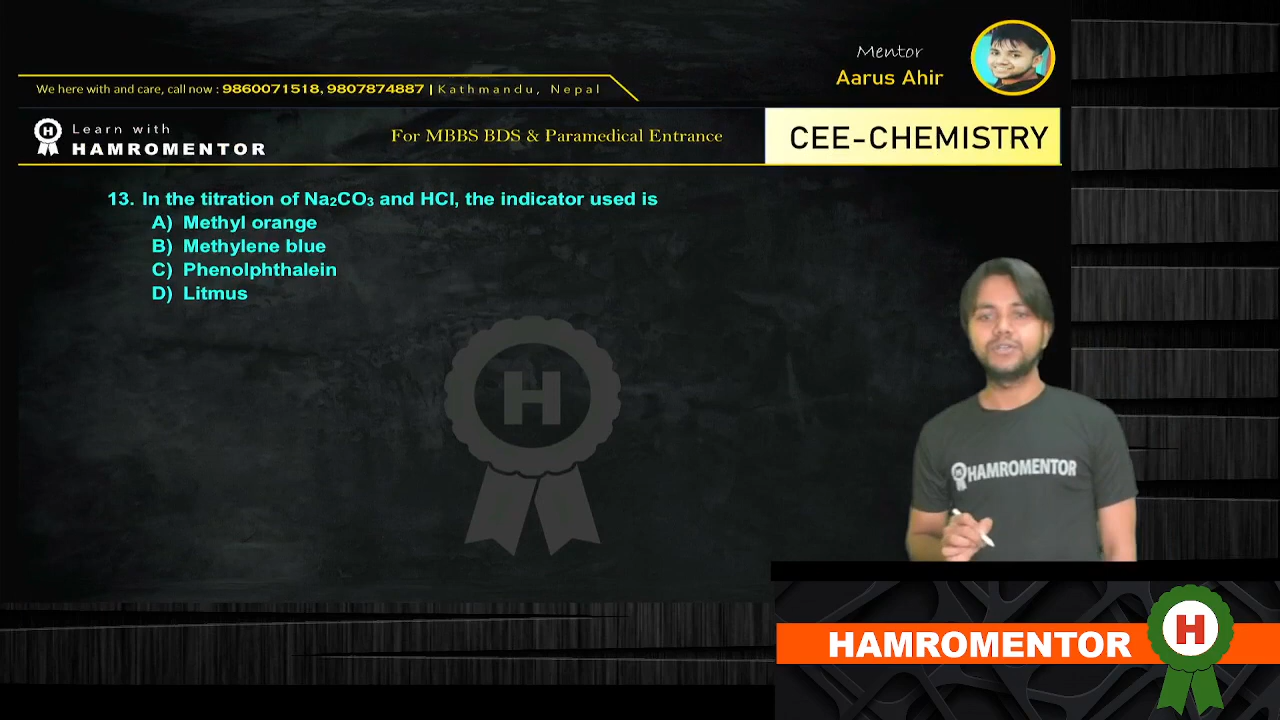 Mentor
Aarus Ahir
We here with and care, call now : 9860071518, 9807874887 | Kathmandu, Nepal
H
Learn with
HAMROMENTOR
For MBBS BDS & Paramedical Entrance
CEE-CHEMISTRY
13. In the titration of Na₂CO₃ and HCl, the indicator used is
A) Methyl orange
B) Methylene blue
C) Phenolphthalein
D) Litmus
H
HAMROMENTOR
HAMROMENTOR
H